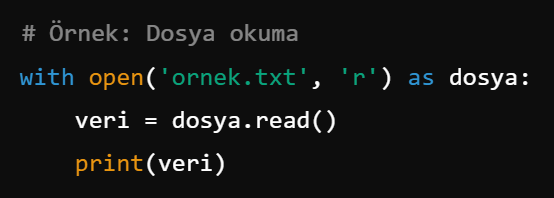 # Örnek: Dosya okuma
with open('ornek.txt', 'r') as dosya:
    veri = dosya.read()
    print(veri)